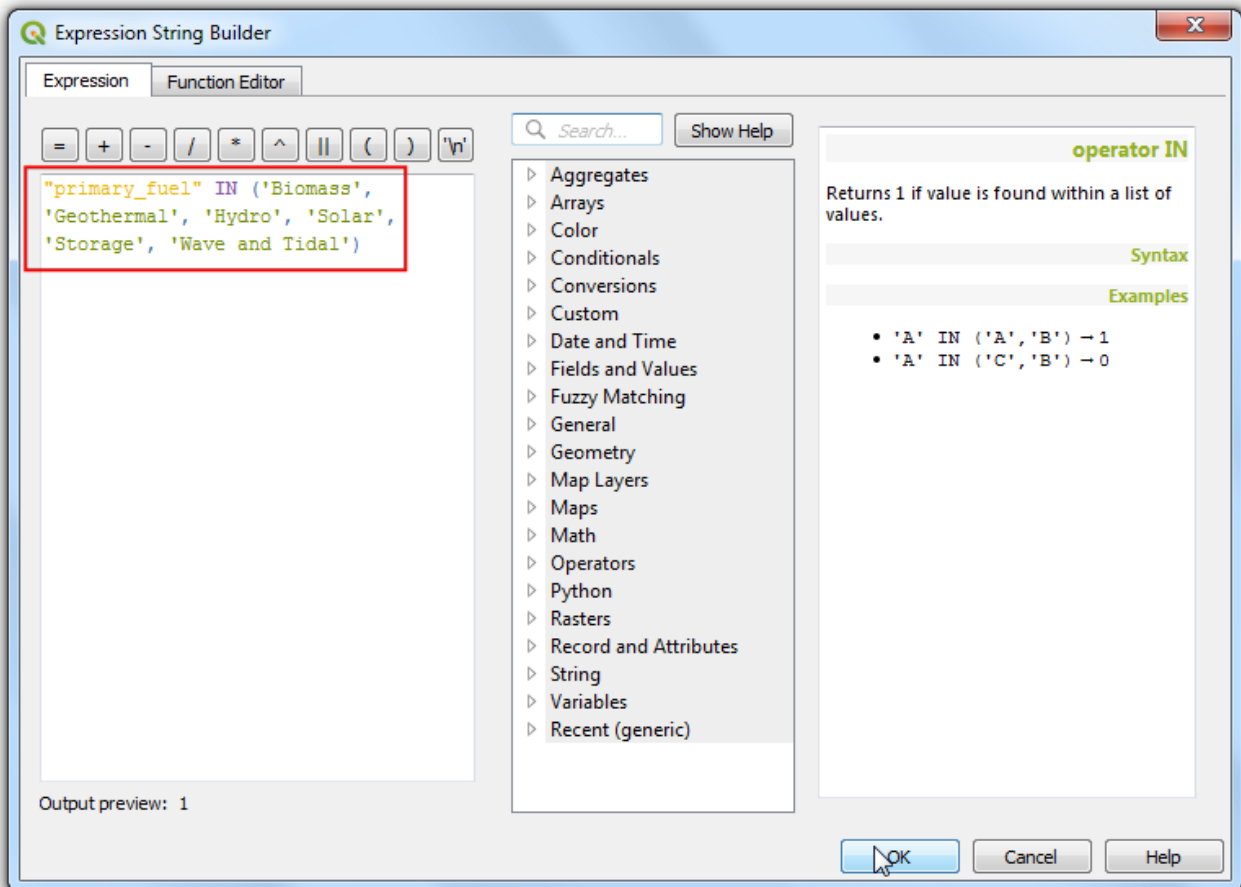 Expression String Builder
Expression
Function Editor
= + - / * ^ || ( ) '\n'
"primary_fuel" IN ('Biomass',
'Geothermal', 'Hydro', 'Solar',
'Storage', 'Wave and Tidal')
Output preview: 1
Search...
Show Help
Aggregates
Arrays
Color
Conditionals
Conversions
Custom
Date and Time
Fields and Values
Fuzzy Matching
General
Geometry
Map Layers
Maps
Math
Operators
Python
Rasters
Record and Attributes
String
Variables
Recent (generic)
operator IN
Returns 1 if value is found within a list of
values.
Syntax
Examples
• 'A' IN ('A','B') → 1
• 'A' IN ('C','B') → 0
OK
Cancel
Help